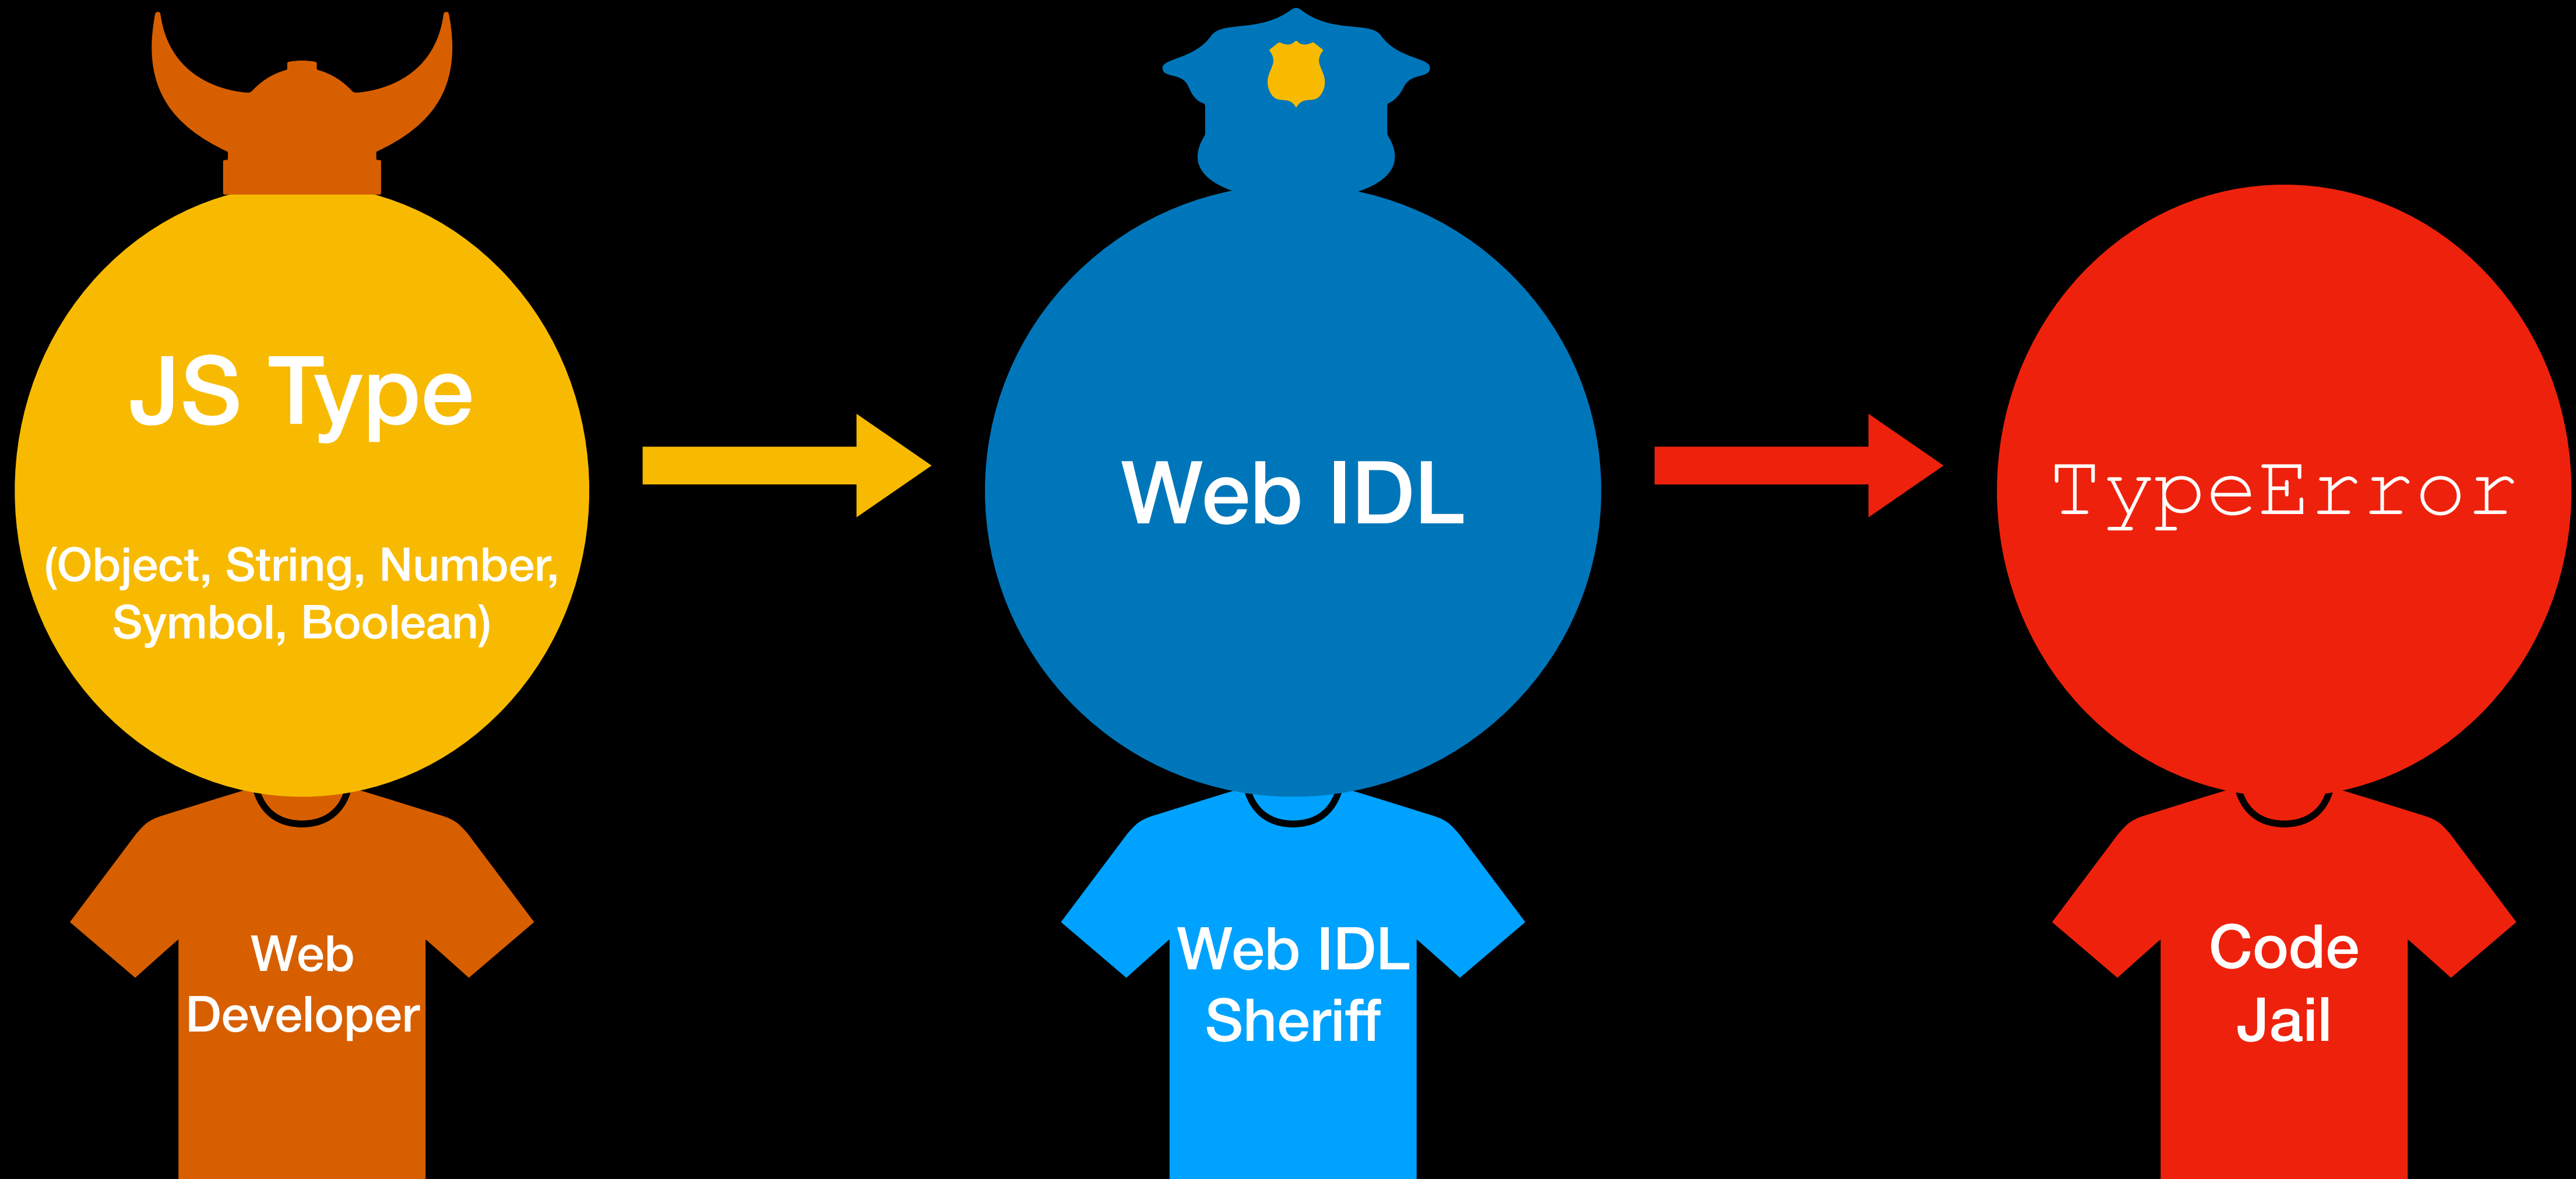 JS Type
(Object, String, Number,
Symbol, Boolean)
Web
Developer
Web IDL
Web IDL
Sheriff
TypeError
Code
Jail